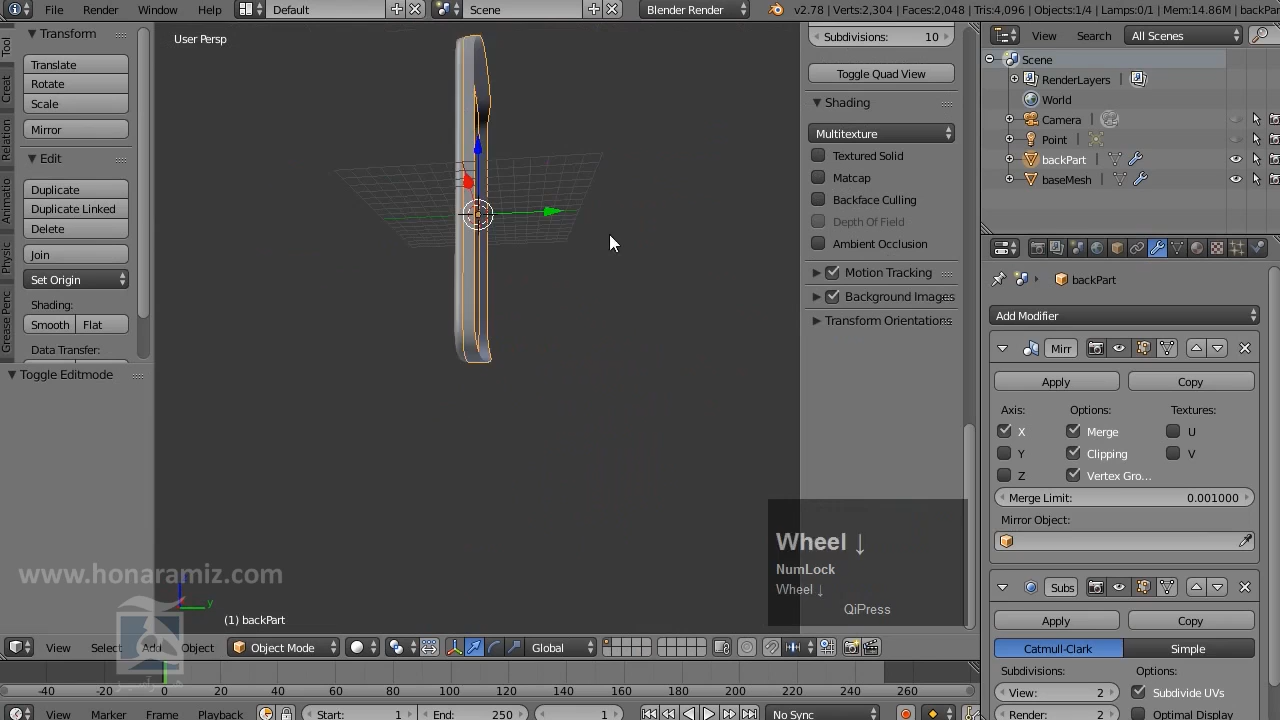 File Render Window Help Default Scene Blender Render v2.78 | Verts:2,304 | Faces:2,048 | Tris:4,096 | Objects:1/4 | Lamps:0/1 | Mem:14.86M | backPar
Transform
Translate
Rotate
Scale
Mirror
Edit
Duplicate
Duplicate Linked
Delete
Join
Set Origin
Shading:
Smooth Flat
Data Transfer:
Toggle Editmode
Tool
Creat
Relation
Animatio
Physic
Grease Penc
User Persp
y
(1) backPart
www.honaramiz.com
Subdivisions: 10
Toggle Quad View
Shading
Multitexture
Textured Solid
Matcap
Backface Culling
Depth Of Field
Ambient Occlusion
Motion Tracking
Background Images
Transform Orientations
Wheel ↓
NumLock
Wheel ↓
QiPress
View Search All Scenes
Scene
RenderLayers
World
Camera
Point
backPart
baseMesh
backPart
Add Modifier
Mirr
Apply Copy
Axis: Options: Textures:
X Merge U
Y Clipping V
Z Vertex Gro...
Merge Limit: 0.001000
Mirror Object:
Subs
Apply Copy
Catmull-Clark Simple
Subdivisions: Options:
View: 2 Subdivide UVs
Render: 2 Optimal Display
View Select Add Object Object Mode Global
-40 -20 0 20 40 60 80 100 120 140 160 180 200 220 240 260
View Marker Frame Playback Start: 1 End: 250 1 No Sync